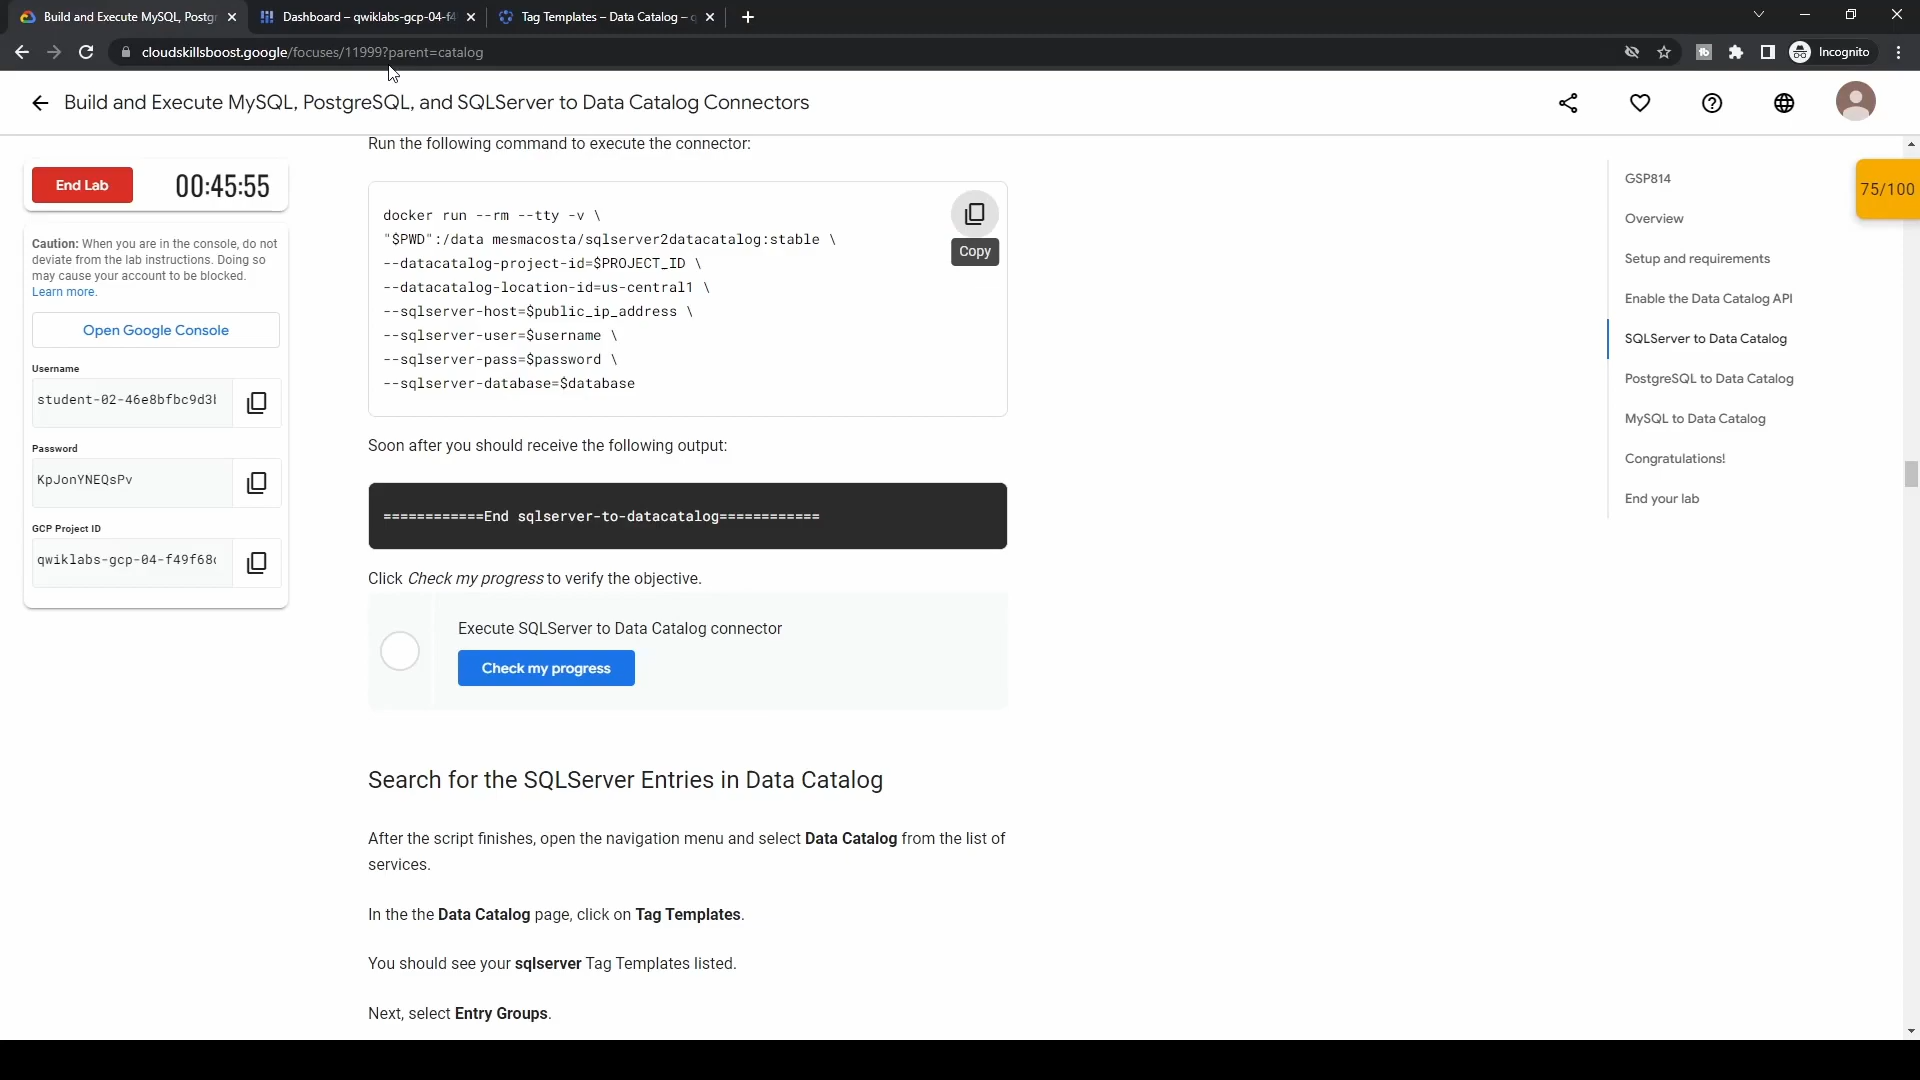 Build and Execute MySQL, Postgr
Dashboard – qwiklabs-gcp-04-f4
Tag Templates – Data Catalog – q
cloudskillsboost.google/focuses/11999?parent=catalog
Incognito
Build and Execute MySQL, PostgreSQL, and SQLServer to Data Catalog Connectors
End Lab
00:45:55
Caution: When you are in the console, do not
deviate from the lab instructions. Doing so
may cause your account to be blocked.
Learn more.
Open Google Console
Username
student-02-46e8bfbc9d3
Password
KpJonYNEQsPv
GCP Project ID
qwiklabs-gcp-04-f49f68
Run the following command to execute the connector:
docker run --rm --tty -v \
"$PWD":/data mesmacosta/sqlserver2datacatalog:stable \
--datacatalog-project-id=$PROJECT_ID \
--datacatalog-location-id=us-central1 \
--sqlserver-host=$public_ip_address \
--sqlserver-user=$username \
--sqlserver-pass=$password \
--sqlserver-database=$database
Copy
Soon after you should receive the following output:
============End sqlserver-to-datacatalog============
Click Check my progress to verify the objective.
Execute SQLServer to Data Catalog connector
Check my progress
Search for the SQLServer Entries in Data Catalog
After the script finishes, open the navigation menu and select Data Catalog from the list of
services.
In the the Data Catalog page, click on Tag Templates.
You should see your sqlserver Tag Templates listed.
Next, select Entry Groups.
GSP814
Overview
Setup and requirements
Enable the Data Catalog API
SQLServer to Data Catalog
PostgreSQL to Data Catalog
MySQL to Data Catalog
Congratulations!
End your lab
75/100